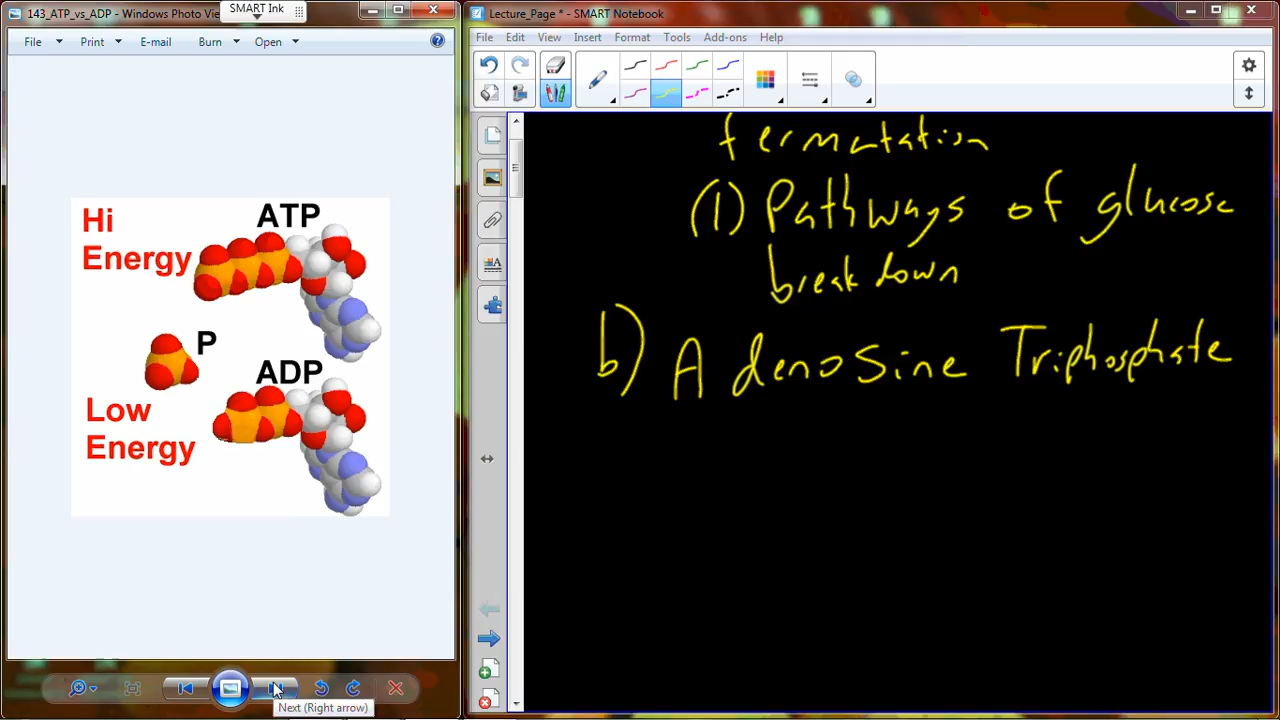 143_ATP_vs_ADP - Windows Photo Vie
SMART Ink
File Print E-mail Burn Open
Hi
Energy
ATP
P
ADP
Low
Energy
Next (Right arrow)
Lecture_Page * - SMART Notebook
File Edit View Insert Format Tools Add-ons Help
fermentation
(1) Pathways of glucose
breakdown
b) Adenosine Triphosphate